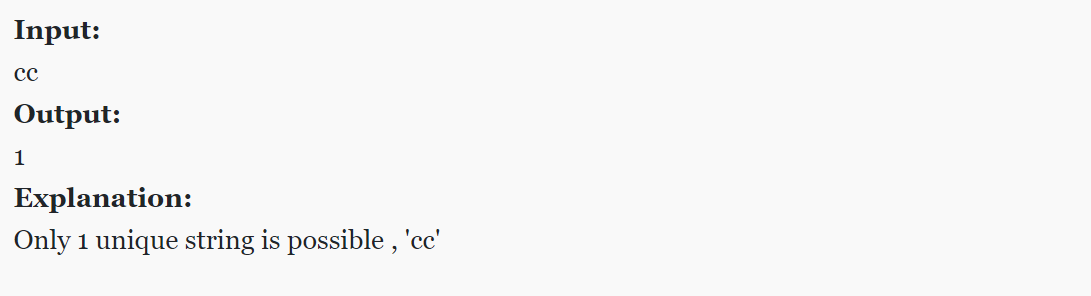 Input:
cc
Output:
1
Explanation:
Only 1 unique string is possible , 'cc'